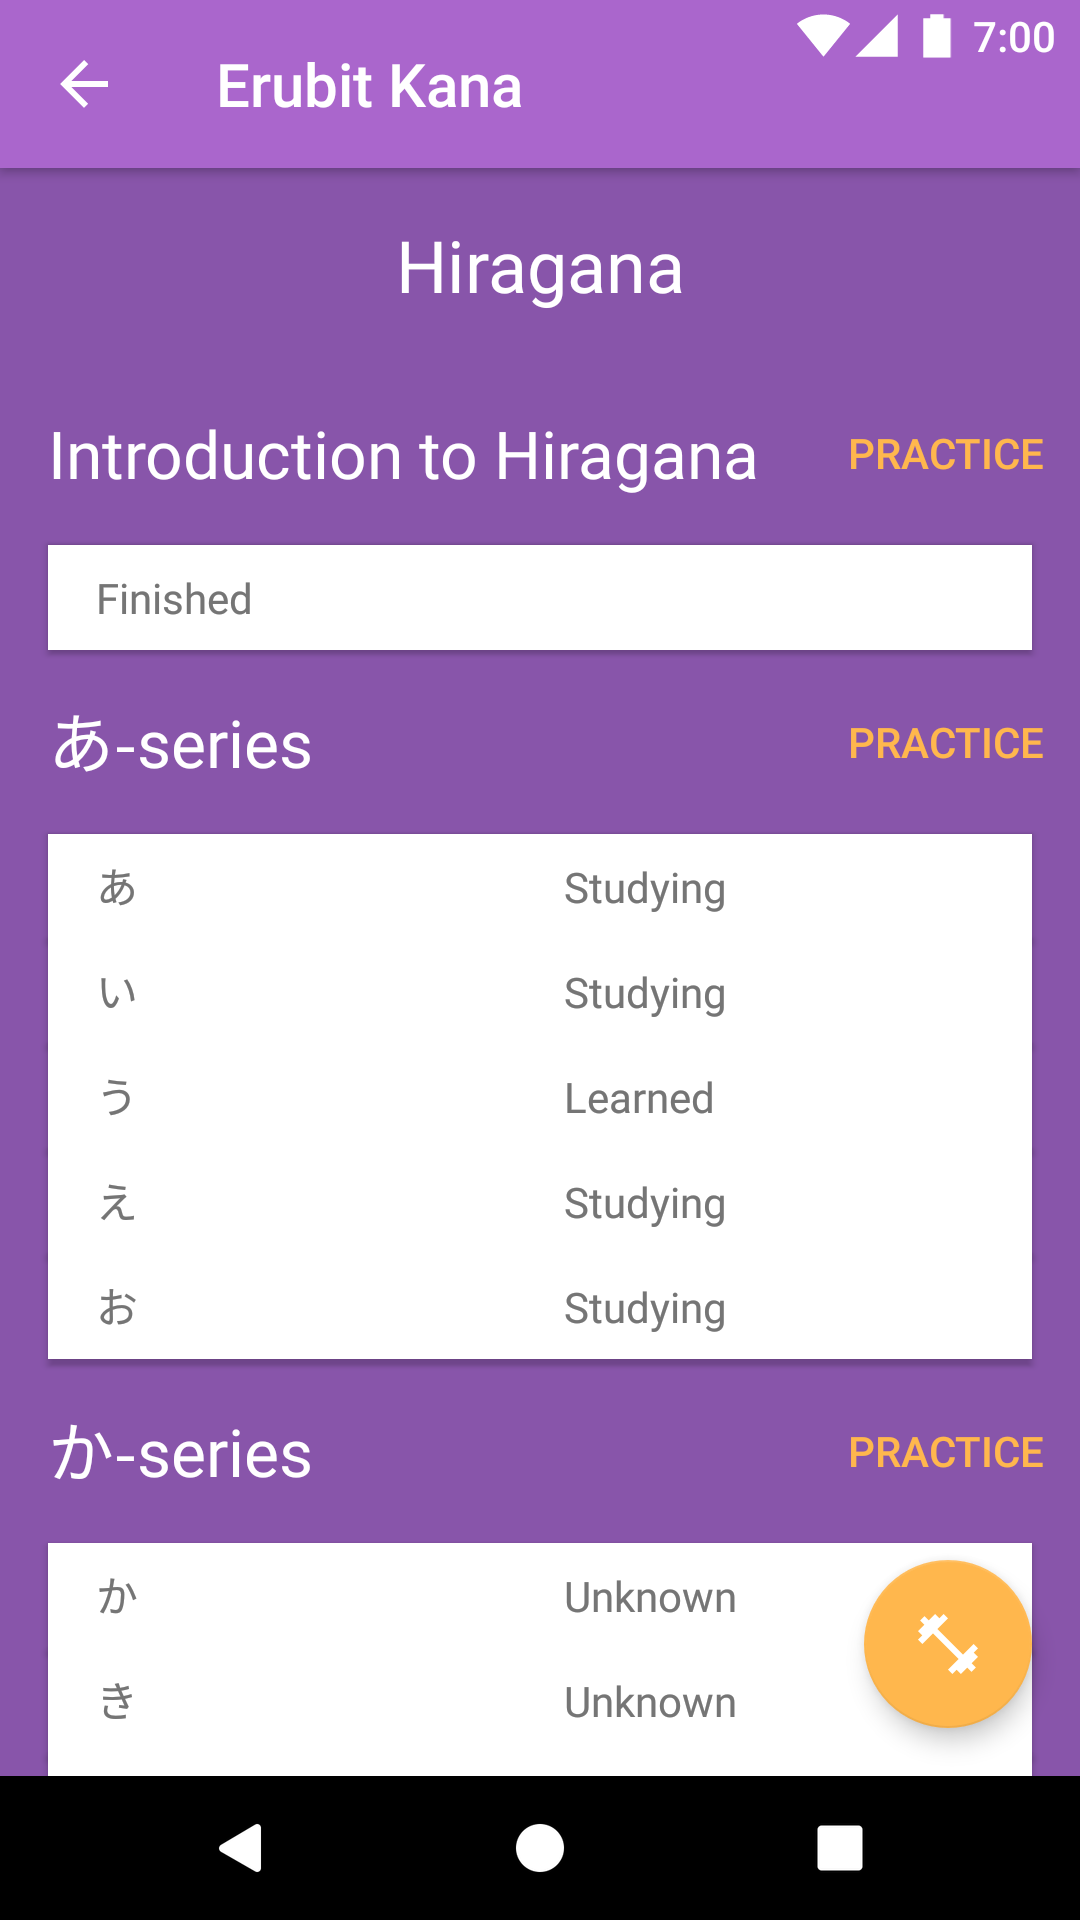 7:00
Erubit Kana
Hiragana
Introduction to Hiragana PRACTICE
Finished
あ-series PRACTICE
あ Studying
い Studying
う Learned
え Studying
お Studying
か-series PRACTICE
か Unknown
き Unknown